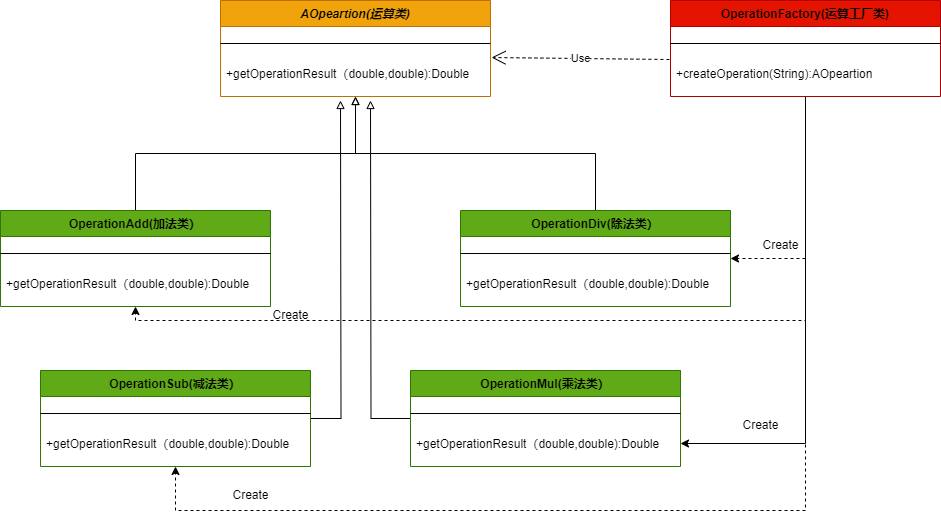 AOpeartion(运算类)
+getOperationResult（double,double):Double
OperationFactory(运算工厂类)
+createOperation(String):AOpeartion
Use
OperationAdd(加法类)
+getOperationResult（double,double):Double
OperationDiv(除法类)
+getOperationResult（double,double):Double
Create
Create
OperationSub(减法类)
+getOperationResult（double,double):Double
OperationMul(乘法类)
+getOperationResult（double,double):Double
Create
Create